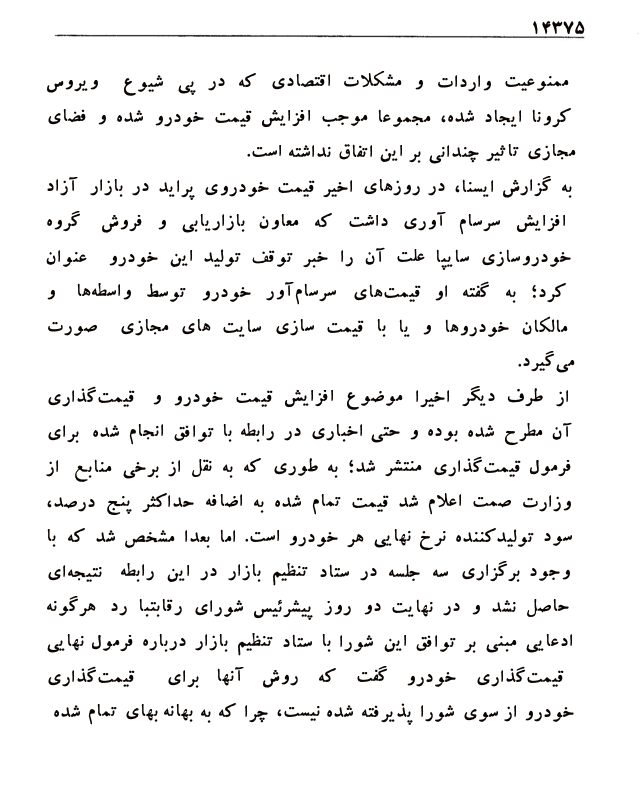 ۱۴۳۷۵
ممنوعیت واردات و مشکلات اقتصادی که در پی شیوع ویروس
کرونا ایجاد شده، مجموعا موجب افزایش قیمت خودرو شده و فضای
مجازی تاثیر چندانی بر این اتفاق نداشته است.
به گزارش ایسنا، در روزهای اخیر قیمت خودروی پراید در بازار آزاد
افزایش سرسام آوری داشت که معاون بازاریابی و فروش گروه
خودروسازی سایپا علت آن را خبر توقف تولید این خودرو عنوان
کرد؛ به گفته او قیمت‌های سرسام‌آور خودرو توسط واسطه‌ها و
مالکان خودروها و یا با قیمت سازی سایت های مجازی صورت
می‌گیرد.
از طرف دیگر اخیرا موضوع افزایش قیمت خودرو و قیمت‌گذاری
آن مطرح شده بوده و حتی اخباری در رابطه با توافق انجام شده برای
فرمول قیمت‌گذاری منتشر شد؛ به طوری که به نقل از برخی منابع از
وزارت صمت اعلام شد قیمت تمام شده به اضافه حداکثر پنج درصد،
سود تولیدکننده نرخ نهایی هر خودرو است. اما بعدا مشخص شد که با
وجود برگزاری سه جلسه در ستاد تنظیم بازار در این رابطه نتیجه‌ای
حاصل نشد و در نهایت دو روز پیشرئیس شورای رقابتبا رد هرگونه
ادعایی مبنی بر توافق این شورا با ستاد تنظیم بازار درباره فرمول نهایی
قیمت‌گذاری خودرو گفت که روش آنها برای قیمت‌گذاری
خودرو از سوی شورا پذیرفته شده نیست، چرا که به بهانه بهای تمام شده